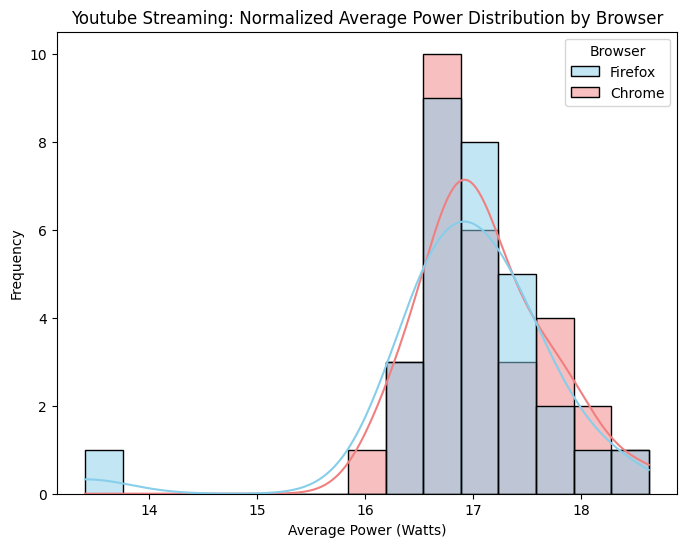 Youtube Streaming: Normalized Average Power Distribution by Browser
Browser
Firefox
Chrome
Frequency
10
8
6
4
2
0
14 15 16 17 18
Average Power (Watts)